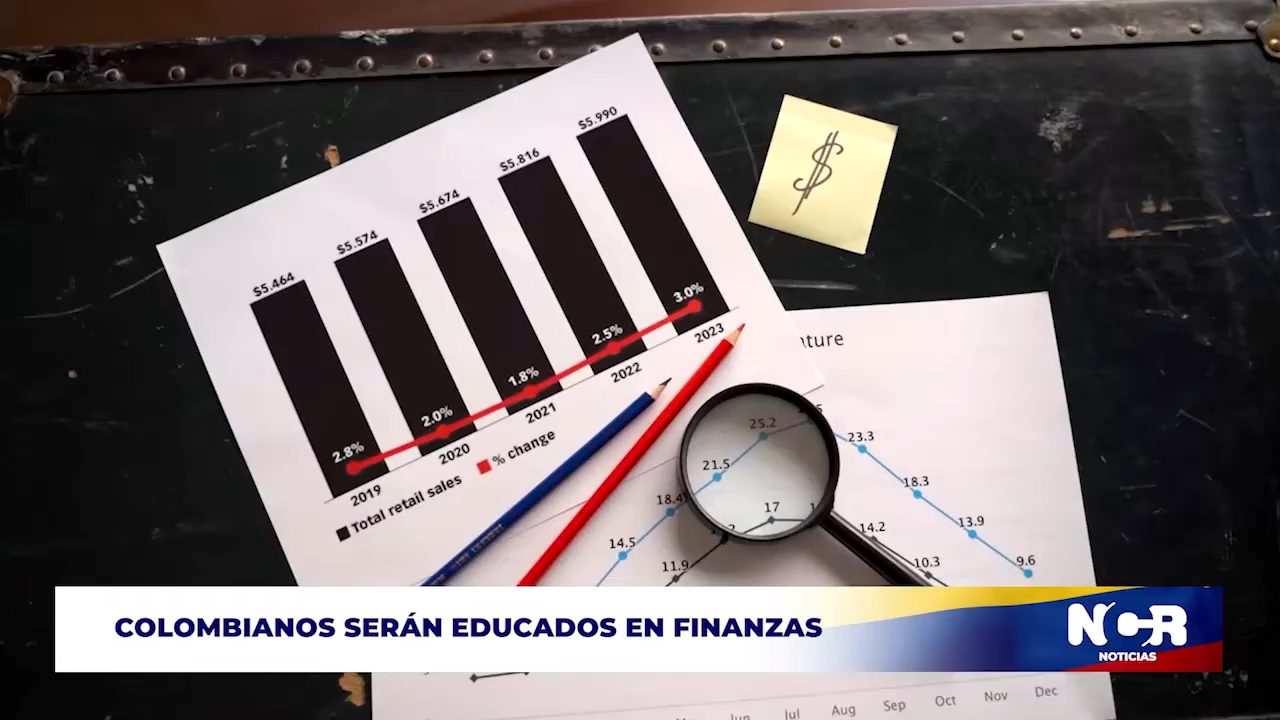 $5.464
$5.574
$5.674
$5.816
$5.990
2.8%
2.0%
1.8%
2.5%
3.0%
2019
2020
2021
2022
2023
Total retail sales
% change
$
14.5
18.4
21.5
25.2
23.3
18.3
13.9
9.6
11.9
17
14.2
10.3
COLOMBIANOS SERÁN EDUCADOS EN FINANZAS
NCR
NOTICIAS
Jun
Jul
Aug
Sep
Oct
Nov
Dec